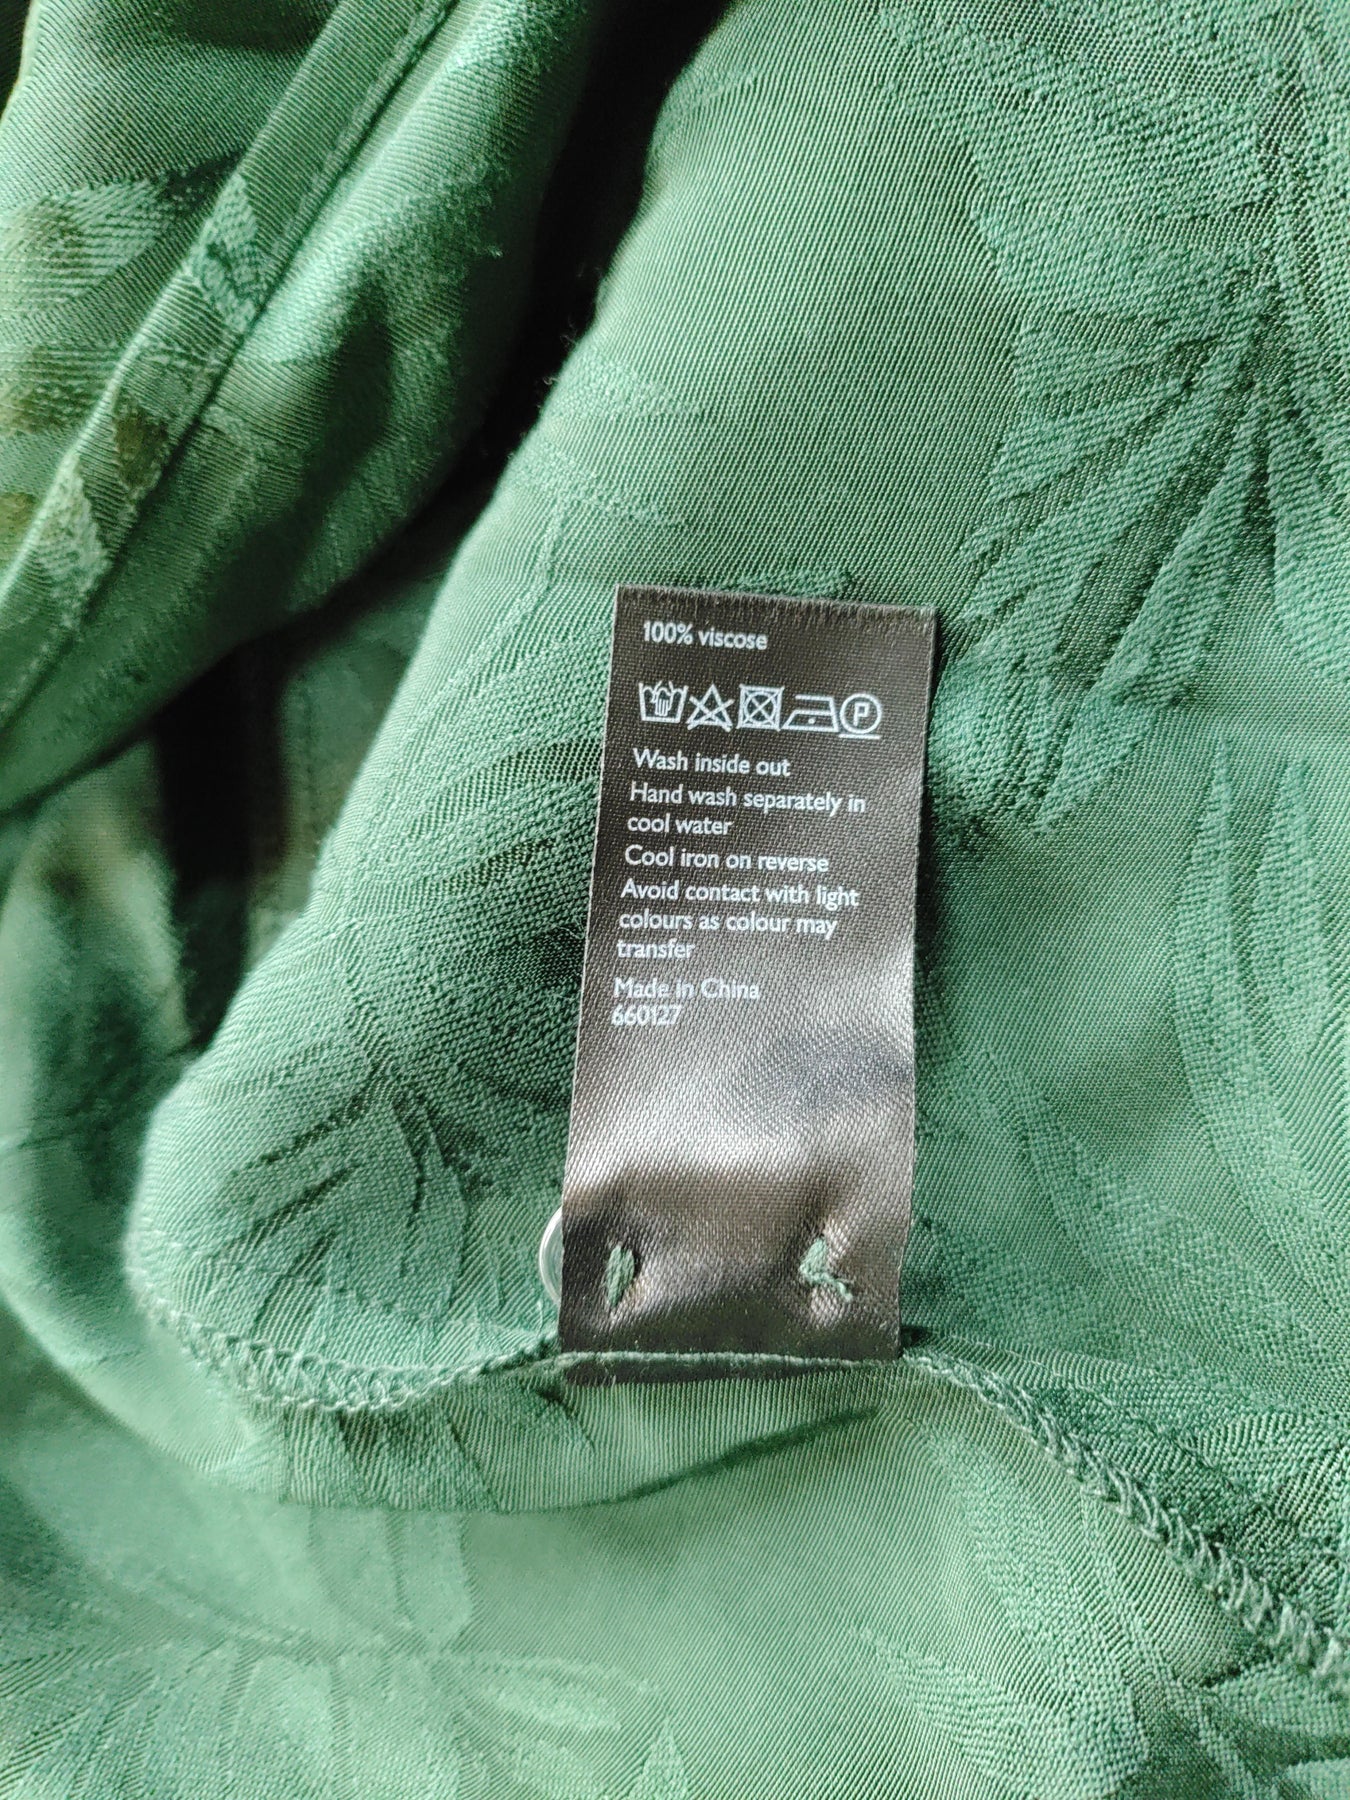 100% viscose
P
Wash inside out
Hand wash separately in
cool water
Cool iron on reverse
Avoid contact with light
colours as colour may
transfer
Made in China
660127